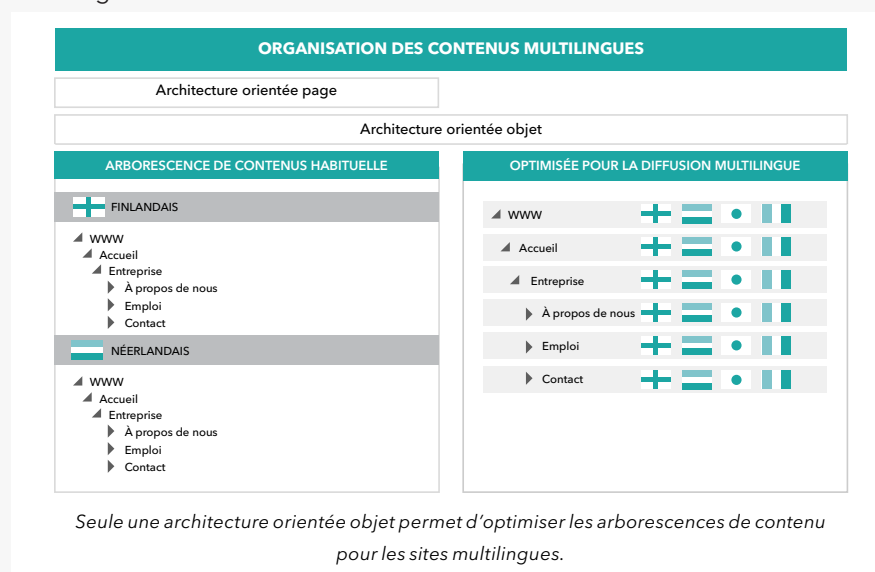 ORGANISATION DES CONTENUS MULTILINGUES
Architecture orientée page
Architecture orientée objet
ARBORESCENCE DE CONTENUS HABITUELLE
FINLANDAIS
WWW
Accueil
Entreprise
À propos de nous
Emploi
Contact
NÉERLANDAIS
WWW
Accueil
Entreprise
À propos de nous
Emploi
Contact
OPTIMISÉE POUR LA DIFFUSION MULTILINGUE
WWW
Accueil
Entreprise
À propos de nous
Emploi
Contact
Seule une architecture orientée objet permet d'optimiser les arborescences de contenu
pour les sites multilingues.